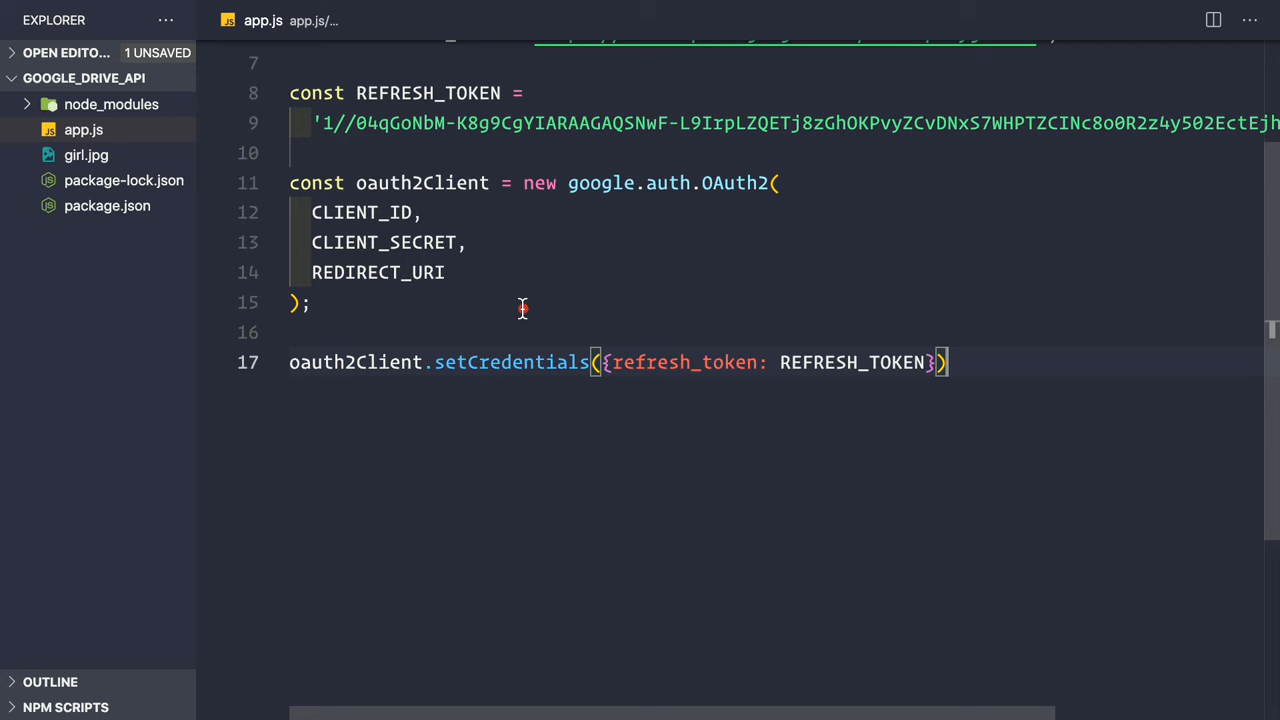 EXPLORER
···
app.js app.js/...
···
OPEN EDITO... 1 UNSAVED
GOOGLE_DRIVE_API
node_modules
app.js
girl.jpg
package-lock.json
package.json
7
8 const REFRESH_TOKEN =
9 '1//04qGoNbM-K8g9CgYIARAAGAQSNwF-L9IrpLZQETj8zGhOKPvyZCvDNxS7WHPTZCINc8o0R2z4y502EctEjh
10
11 const oauth2Client = new google.auth.OAuth2(
12 CLIENT_ID,
13 CLIENT_SECRET,
14 REDIRECT_URI
15 );
16
17 oauth2Client.setCredentials({refresh_token: REFRESH_TOKEN})
OUTLINE
NPM SCRIPTS